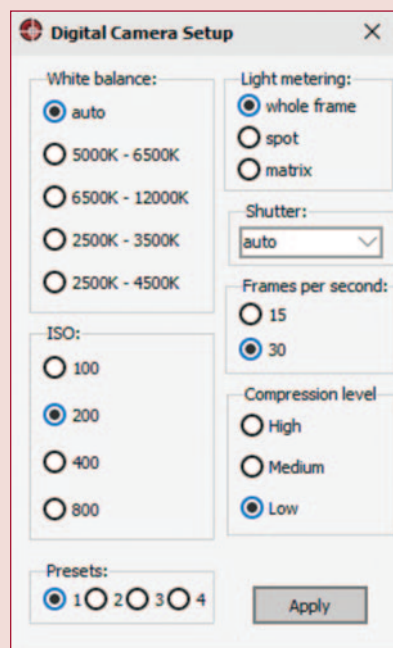 Digital Camera Setup
White balance:
auto
5000K - 6500K
6500K - 12000K
2500K - 3500K
2500K - 4500K
ISO:
100
200
400
800
Presets:
1 2 3 4
Light metering:
whole frame
spot
matrix
Shutter:
auto
Frames per second:
15
30
Compression level
High
Medium
Low
Apply